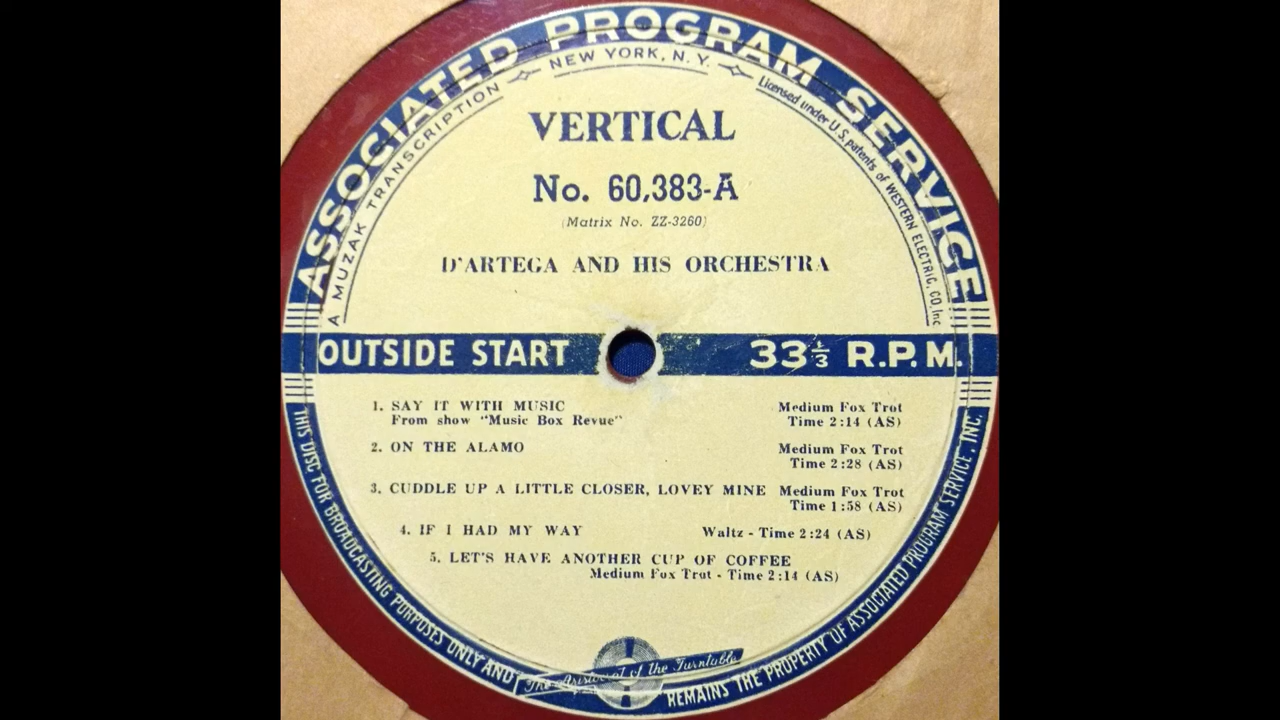 ASSOCIATED PROGRAM SERVICE
A MUZAK TRANSCRIPTION
NEW YORK, N.Y.
Licensed under U.S. patents of WESTERN ELECTRIC, CO. Inc
VERTICAL
No. 60,383-A
(Matrix No. ZZ-3260)
D'ARTEGA AND HIS ORCHESTRA
OUTSIDE START 33 1/3 R.P.M.
1. SAY IT WITH MUSIC Medium Fox Trot
From show "Music Box Revue" Time 2:14 (AS)
2. ON THE ALAMO Medium Fox Trot
Time 2:28 (AS)
3. CUDDLE UP A LITTLE CLOSER, LOVEY MINE Medium Fox Trot
Time 1:58 (AS)
4. IF I HAD MY WAY Waltz - Time 2:24 (AS)
5. LET'S HAVE ANOTHER CUP OF COFFEE
Medium Fox Trot - Time 2:14 (AS)
The Aristocrat of the Turntable
THIS DISC FOR BROADCASTING PURPOSES ONLY AND REMAINS THE PROPERTY OF ASSOCIATED PROGRAM SERVICE, INC.